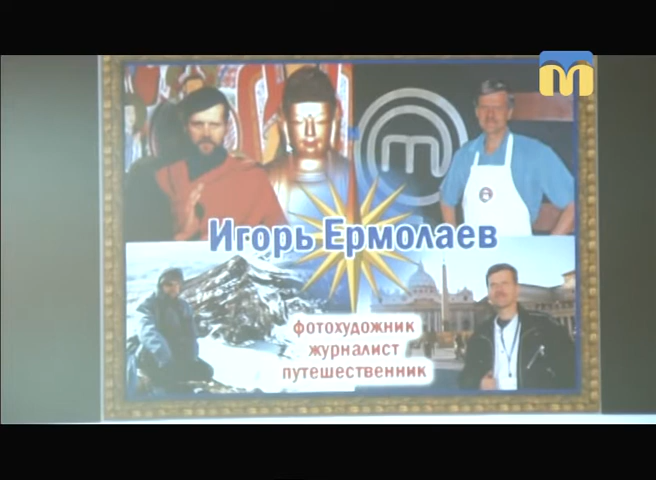 Игорь Ермолаев
фотохудожник
журналист
путешественник